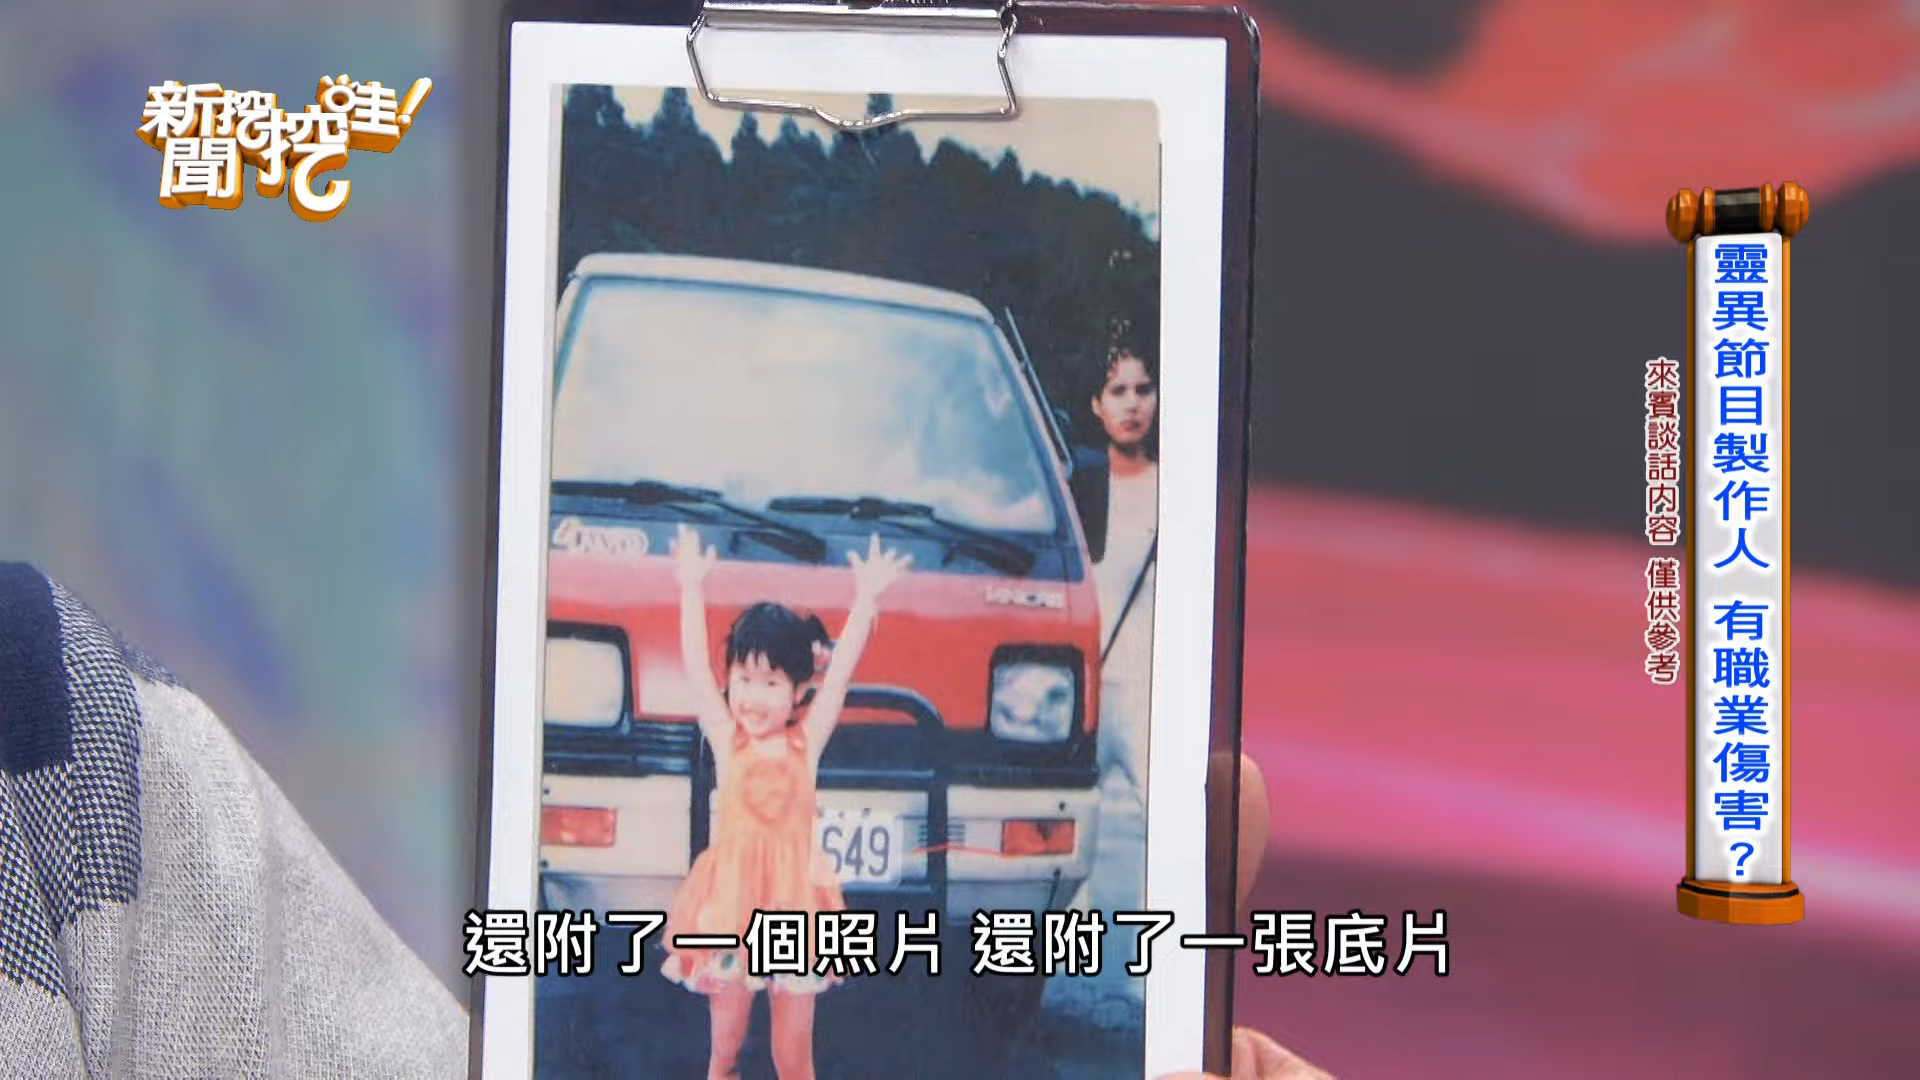 新聞挖挖哇!
靈異節目製作人 有職業傷害?
來賓談話內容 僅供參考
4WD
MINICAB
649
還附了一個照片 還附了一張底片